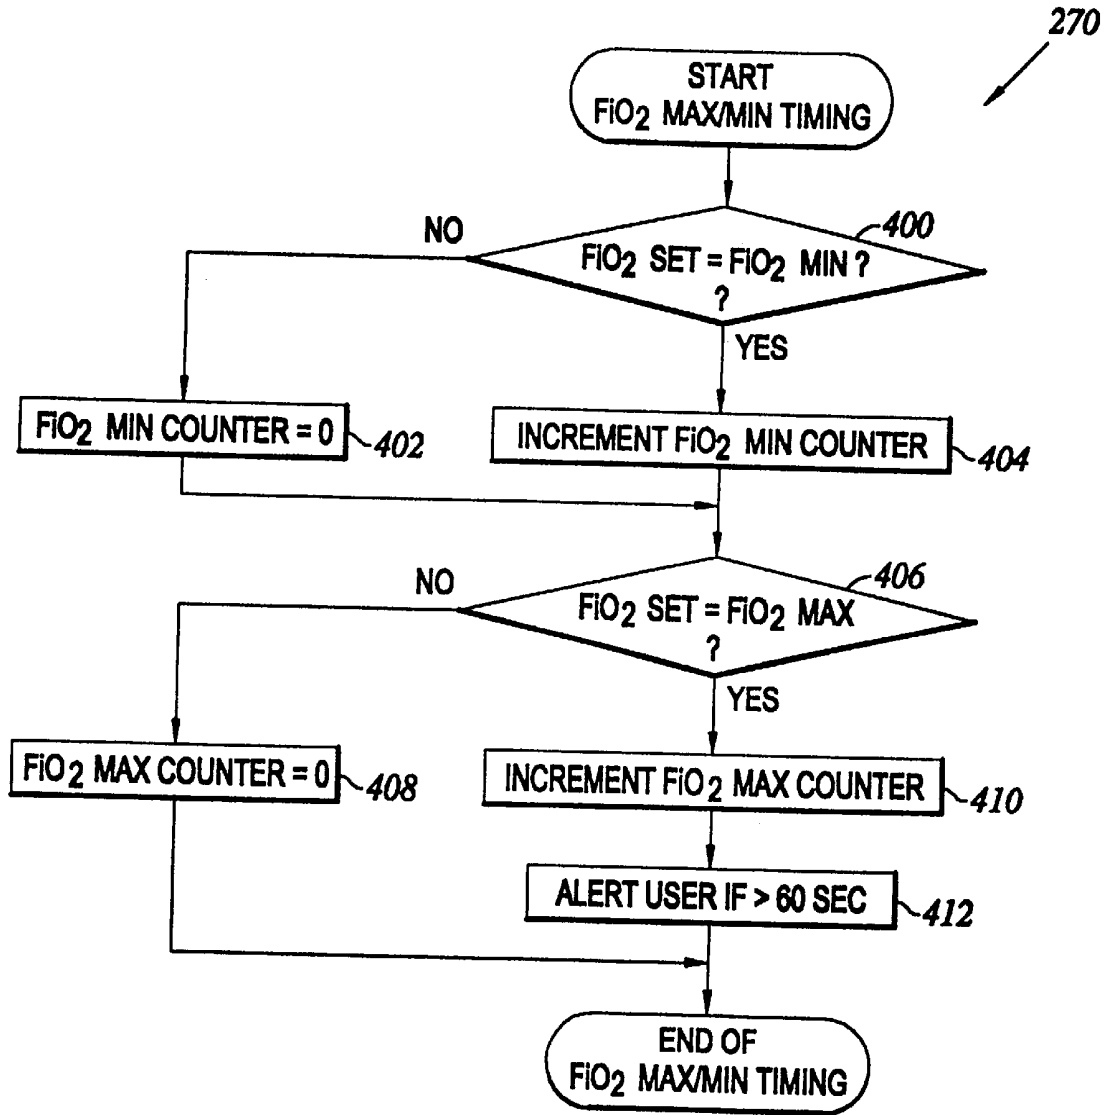 270
START
FiO2 MAX/MIN TIMING
400
NO
FiO2 SET = FiO2 MIN ?
?
YES
FiO2 MIN COUNTER = 0
402
INCREMENT FiO2 MIN COUNTER
404
406
NO
FiO2 SET = FiO2 MAX
?
YES
FiO2 MAX COUNTER = 0
408
INCREMENT FiO2 MAX COUNTER
410
ALERT USER IF > 60 SEC
412
END OF
FiO2 MAX/MIN TIMING